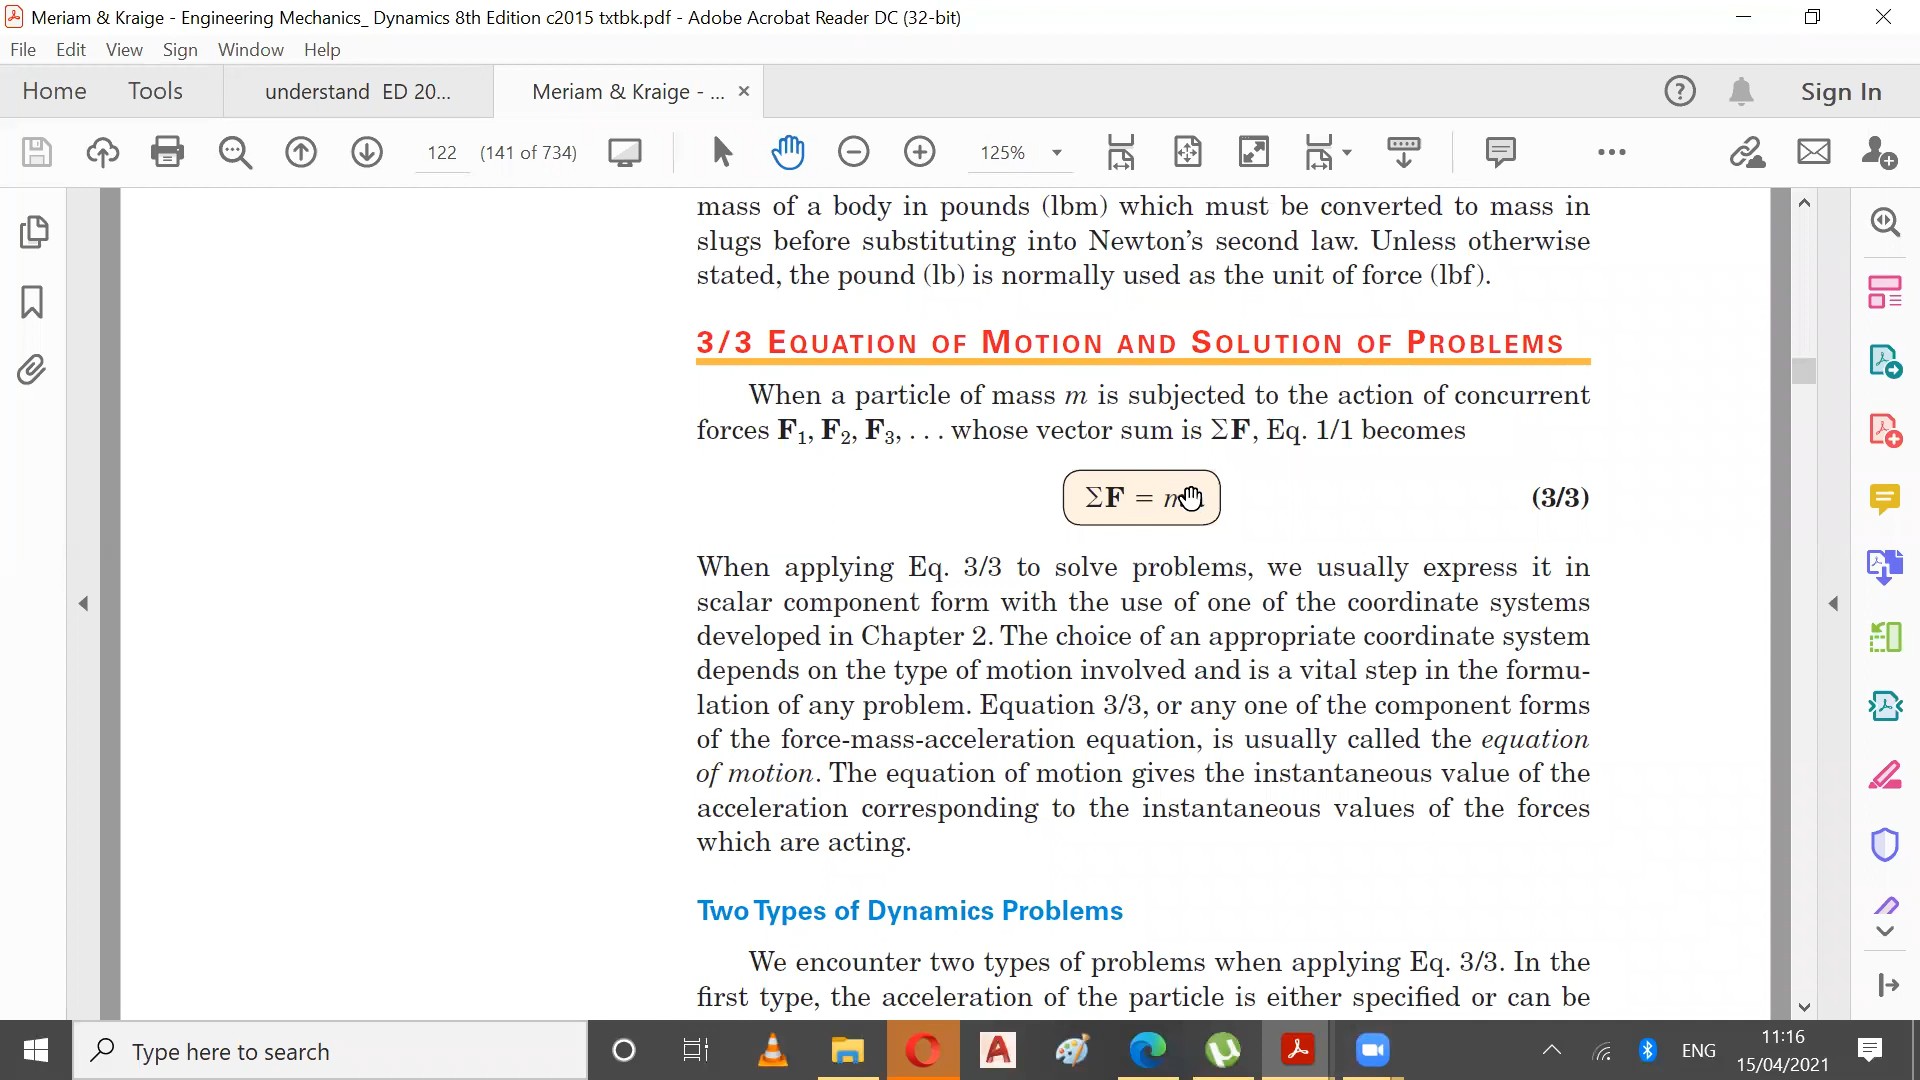 Meriam & Kraige - Engineering Mechanics_ Dynamics 8th Edition c2015 txtbk.pdf - Adobe Acrobat Reader DC (32-bit)
File Edit View Sign Window Help
Home Tools understand ED 20... Meriam & Kraige - ... × Sign In
122 (141 of 734) 125%
mass of a body in pounds (lbm) which must be converted to mass in
slugs before substituting into Newton's second law. Unless otherwise
stated, the pound (lb) is normally used as the unit of force (lbf).
3/3 EQUATION OF MOTION AND SOLUTION OF PROBLEMS
When a particle of mass m is subjected to the action of concurrent
forces F₁, F₂, F₃, . . . whose vector sum is ΣF, Eq. 1/1 becomes
ΣF = m (3/3)
When applying Eq. 3/3 to solve problems, we usually express it in
scalar component form with the use of one of the coordinate systems
developed in Chapter 2. The choice of an appropriate coordinate system
depends on the type of motion involved and is a vital step in the formu-
lation of any problem. Equation 3/3, or any one of the component forms
of the force-mass-acceleration equation, is usually called the equation
of motion. The equation of motion gives the instantaneous value of the
acceleration corresponding to the instantaneous values of the forces
which are acting.
Two Types of Dynamics Problems
We encounter two types of problems when applying Eq. 3/3. In the
first type, the acceleration of the particle is either specified or can be
Type here to search
ENG
11:16
15/04/2021